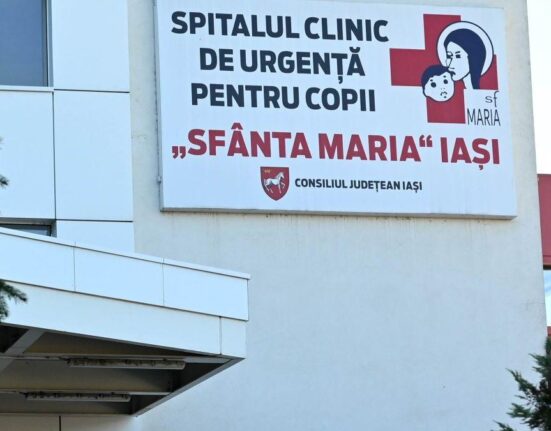 SPITALUL CLINIC
DE URGENȚĂ
PENTRU COPII
sf
MARIA
„SFÂNTA MARIA“ IAȘI
CONSILIUL JUDEȚEAN IAȘI